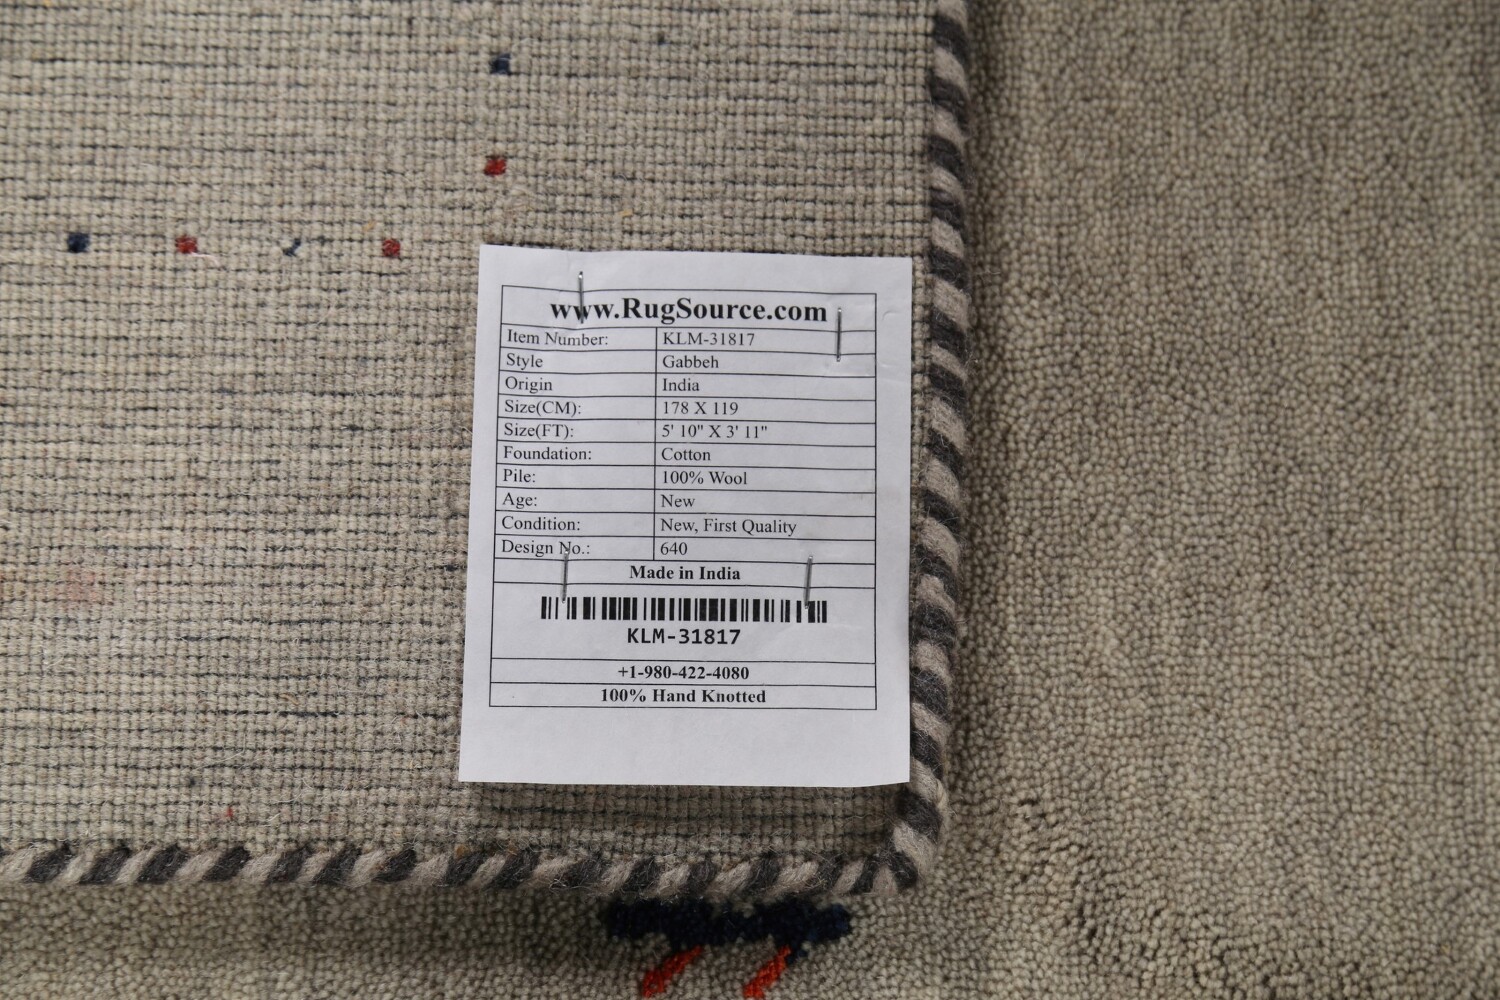 www.RugSource.com
Item Number: KLM-31817
Style Gabbeh
Origin India
Size(CM): 178 X 119
Size(FT): 5' 10" X 3' 11"
Foundation: Cotton
Pile: 100% Wool
Age: New
Condition: New, First Quality
Design No.: 640
Made in India
KLM-31817
+1-980-422-4080
100% Hand Knotted